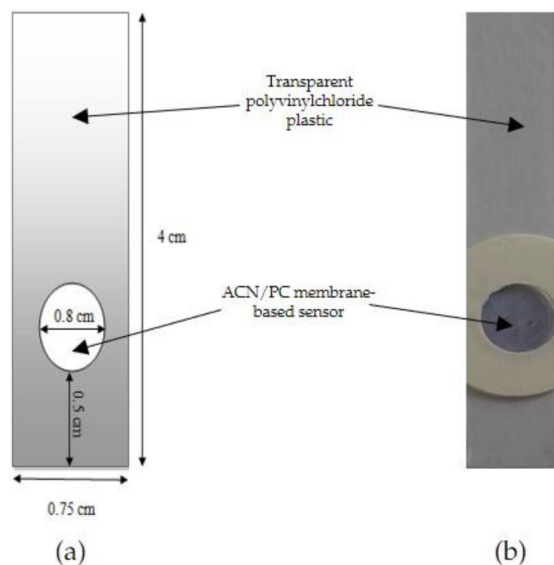 Transparent
polyvinylchloride
plastic
4 cm
ACN/PC membrane-
based sensor
0.8 cm
0.5 cm
0.75 cm
(a)
(b)